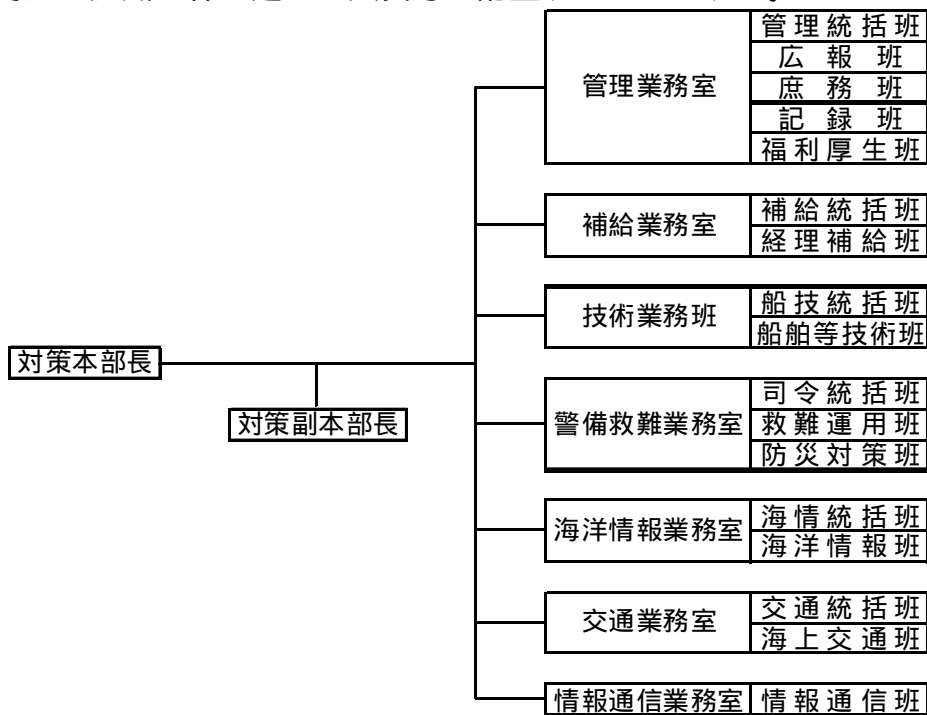 管理業務室
管理統括班
広報班
庶務班
記録班
福利厚生班
補給業務室
補給統括班
経理補給班
技術業務班
船技統括班
船舶等技術班
対策本部長
対策副本部長
警備救難業務室
司令統括班
救難運用班
防災対策班
海洋情報業務室
海情統括班
海洋情報班
交通業務室
交通統括班
海上交通班
情報通信業務室
情報通信班